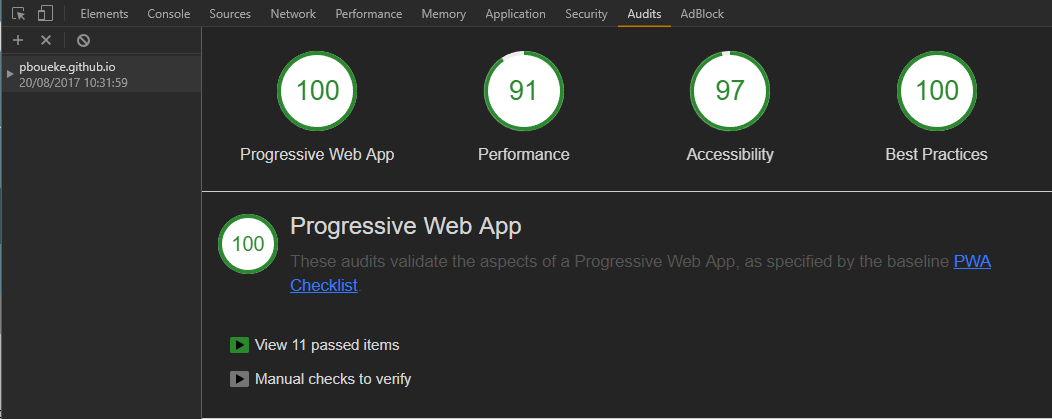 Elements Console Sources Network Performance Memory Application Security Audits AdBlock
pboueke.github.io
20/08/2017 10:31:59
100 91 97 100
Progressive Web App Performance Accessibility Best Practices
100
Progressive Web App
These audits validate the aspects of a Progressive Web App, as specified by the baseline PWA
Checklist.
View 11 passed items
Manual checks to verify